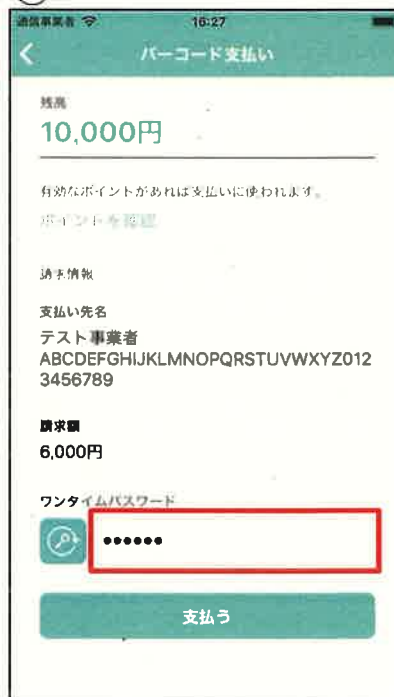 通信事業者 16:27
バーコード支払い
残高
10,000円
有効なポイントがあれば支払いに使われます。
ポイントを確認
請求情報
支払い先名
テスト事業者
ABCDEFGHIJKLMNOPQRSTUVWXYZ012
3456789
請求額
6,000円
ワンタイムパスワード
••••••
支払う